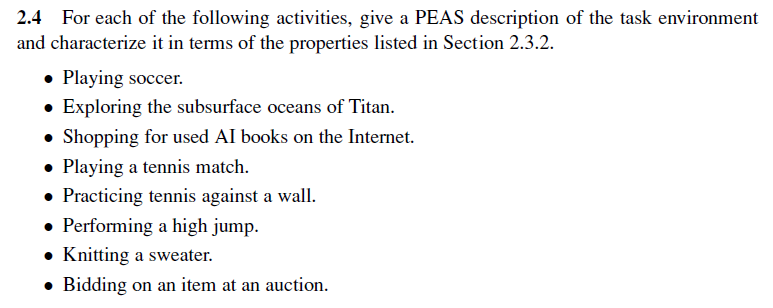 2.4 For each of the following activities, give a PEAS description of the task environment
and characterize it in terms of the properties listed in Section 2.3.2.
• Playing soccer.
• Exploring the subsurface oceans of Titan.
• Shopping for used AI books on the Internet.
• Playing a tennis match.
• Practicing tennis against a wall.
• Performing a high jump.
• Knitting a sweater.
• Bidding on an item at an auction.